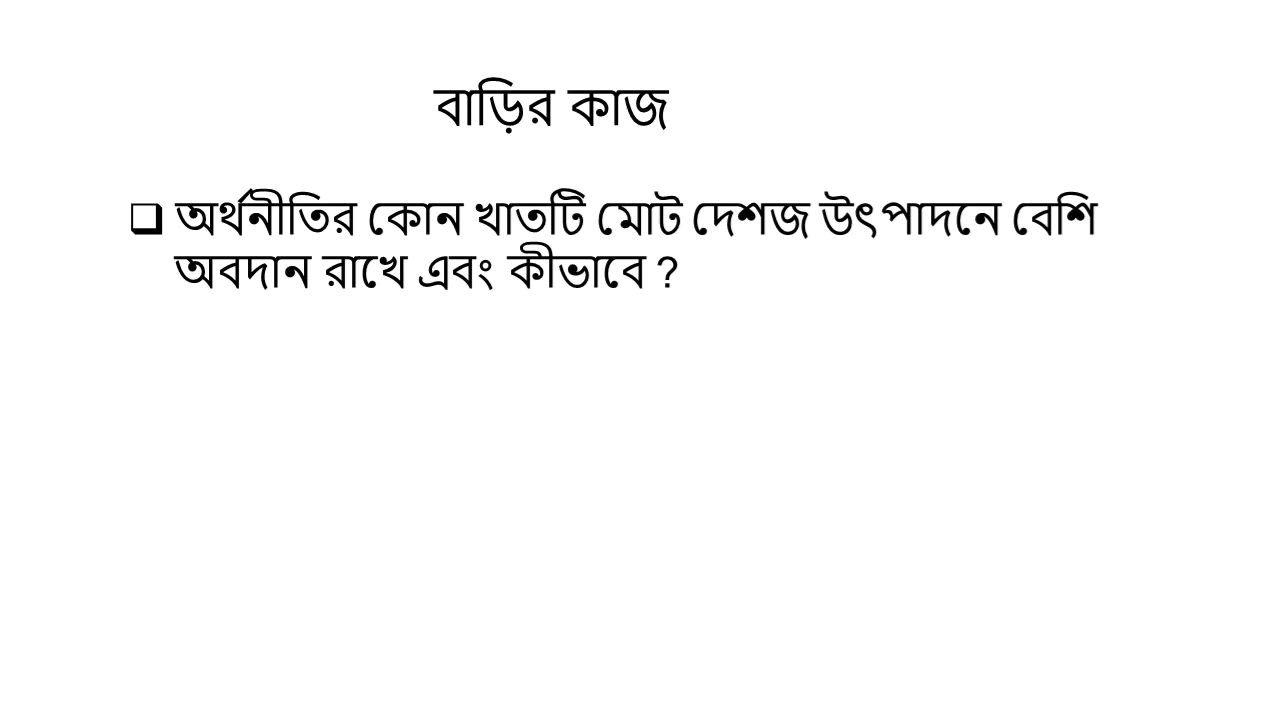 বাড়ির কাজ
❑ অর্থনীতির কোন খাতটি মোট দেশজ উৎপাদনে বেশি
অবদান রাখে এবং কীভাবে ?